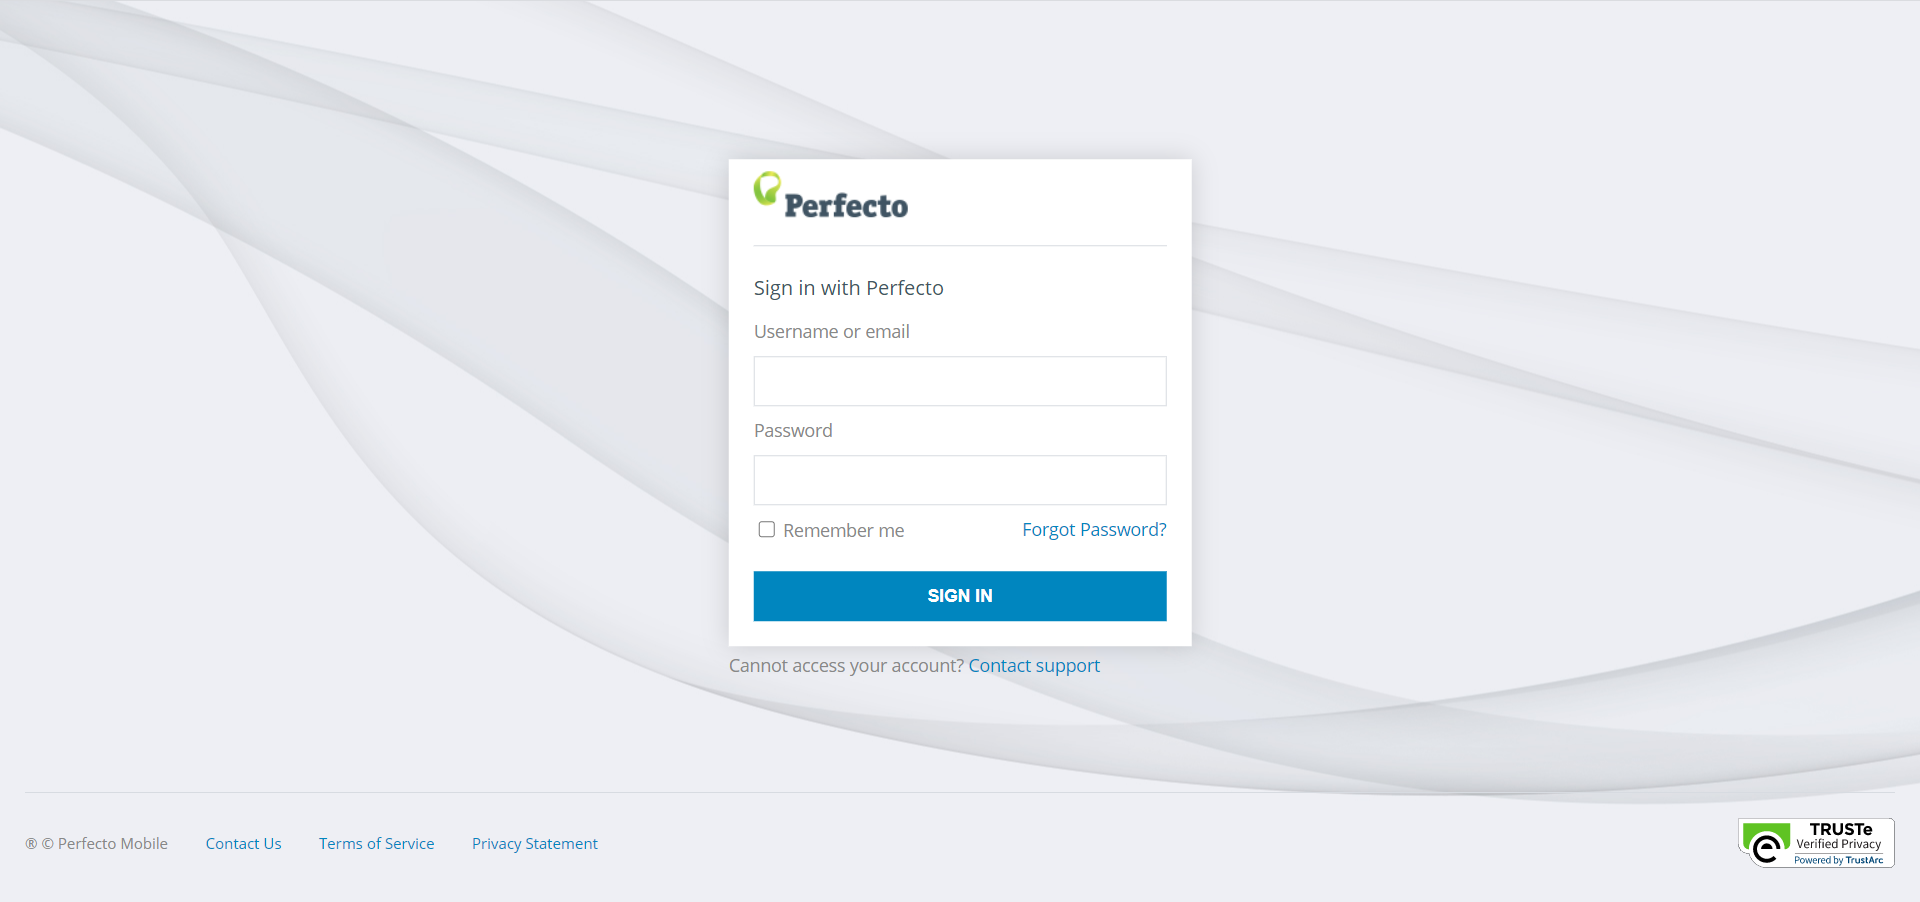 Perfecto
Sign in with Perfecto
Username or email
Password
Remember me
Forgot Password?
SIGN IN
Cannot access your account? Contact support
® © Perfecto Mobile
Contact Us
Terms of Service
Privacy Statement
TRUSTe
Verified Privacy
Powered by TrustArc